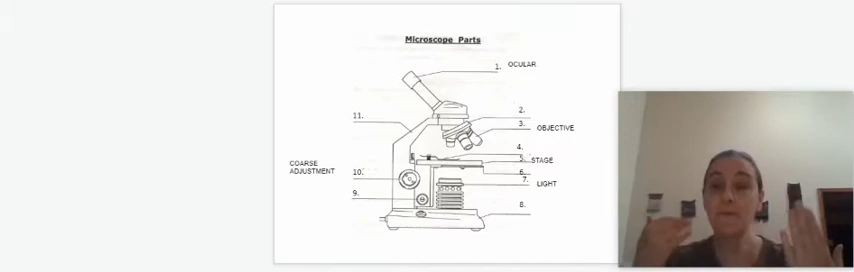 Microscope Parts
1. OCULAR
2.
11.
3. OBJECTIVE
4.
5. STAGE
COARSE
ADJUSTMENT
6.
10.
7. LIGHT
9.
8.